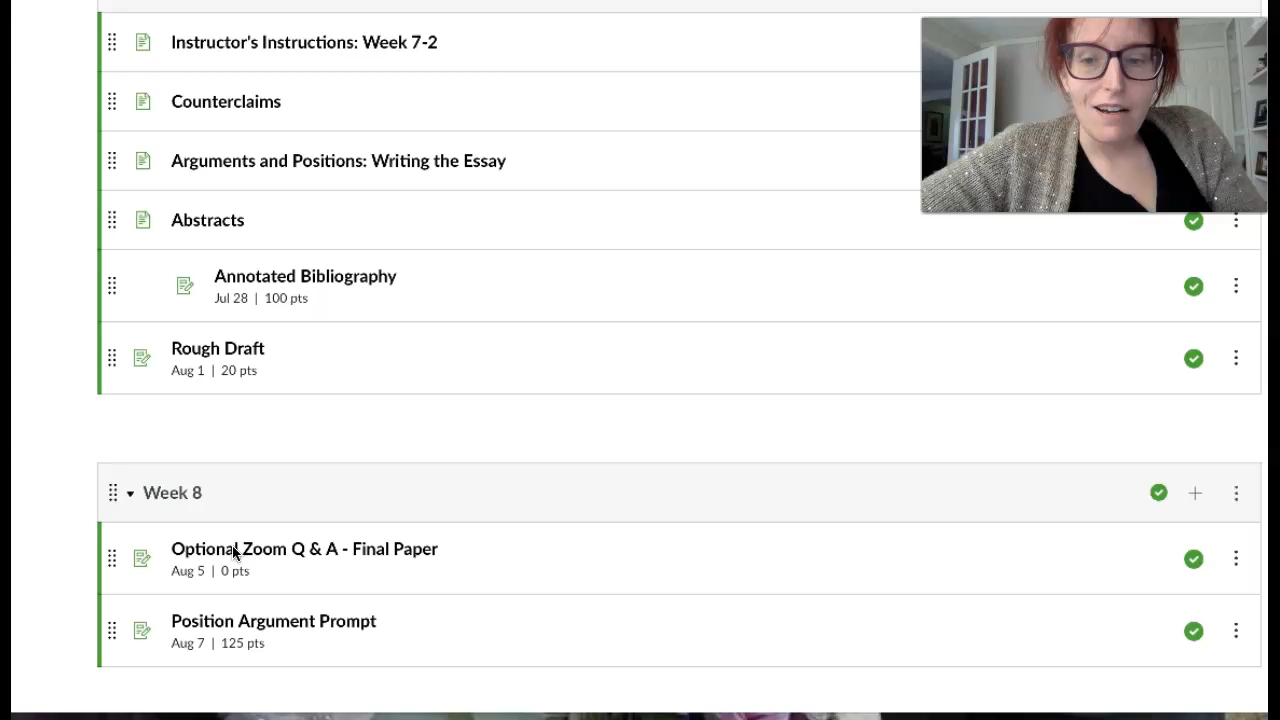 Instructor's Instructions: Week 7-2
Counterclaims
Arguments and Positions: Writing the Essay
Abstracts
Annotated Bibliography
Jul 28 | 100 pts
Rough Draft
Aug 1 | 20 pts
Week 8
Optional Zoom Q & A - Final Paper
Aug 5 | 0 pts
Position Argument Prompt
Aug 7 | 125 pts